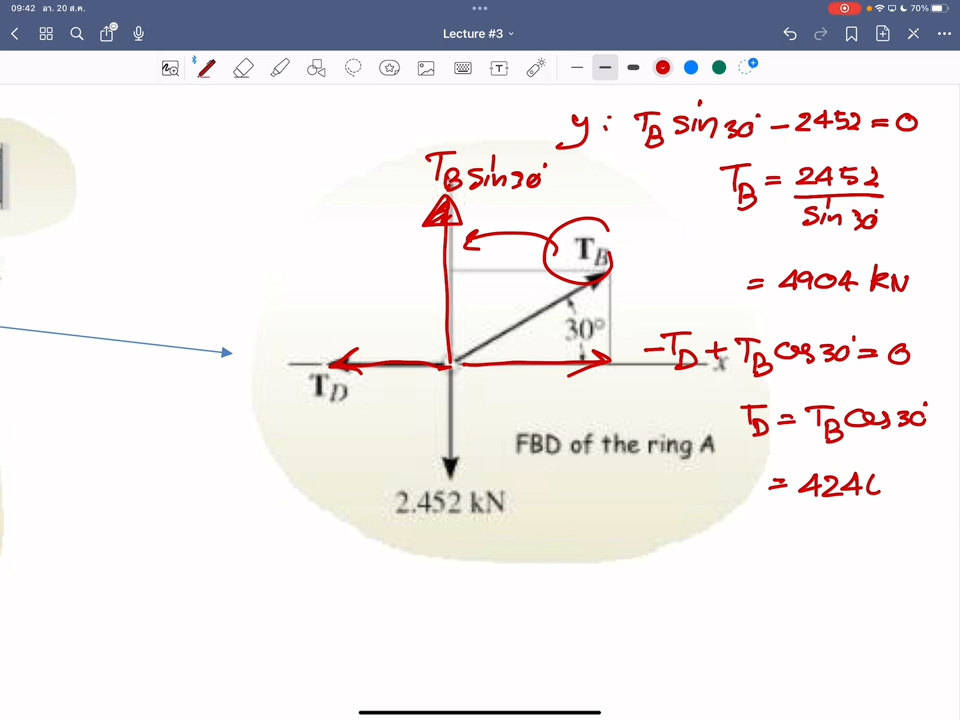 09:42 อา. 20 ส.ค.
70%
Lecture #3
y: T_B sin 30° - 2452 = 0
T_B sin 30°
T_B = 2452 / sin 30°
T_B
= 4904 kN
30°
-T_D + T_B cos 30° = 0
x
T_D
T_D = T_B cos 30°
FBD of the ring A
= 424
2.452 kN